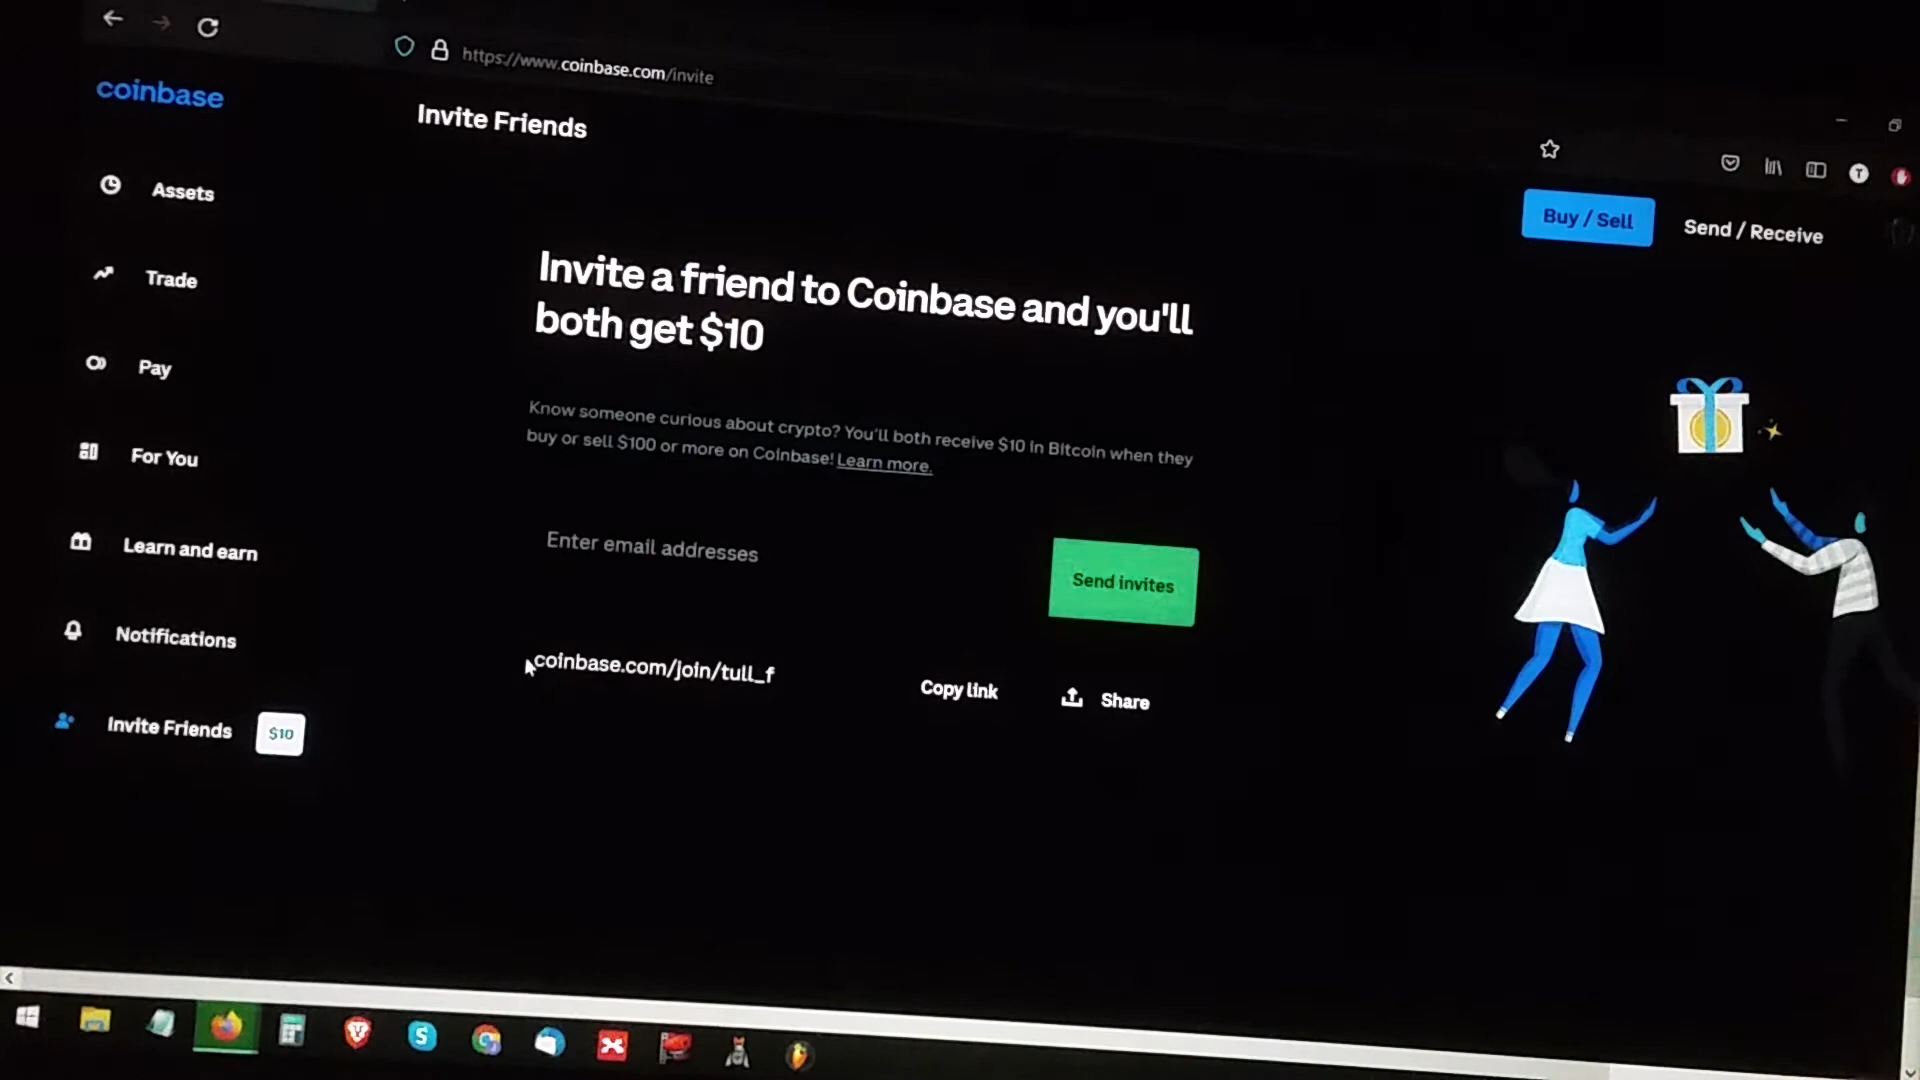 https://www.coinbase.com/invite
coinbase
Invite Friends
Assets
Trade
Pay
For You
Learn and earn
Notifications
Invite Friends $10
Buy / Sell
Send / Receive
Invite a friend to Coinbase and you'll
both get $10
Know someone curious about crypto? You'll both receive $10 in Bitcoin when they
buy or sell $100 or more on Coinbase! Learn more.
Enter email addresses
Send invites
coinbase.com/join/tull_f
Copy link
Share
T
S